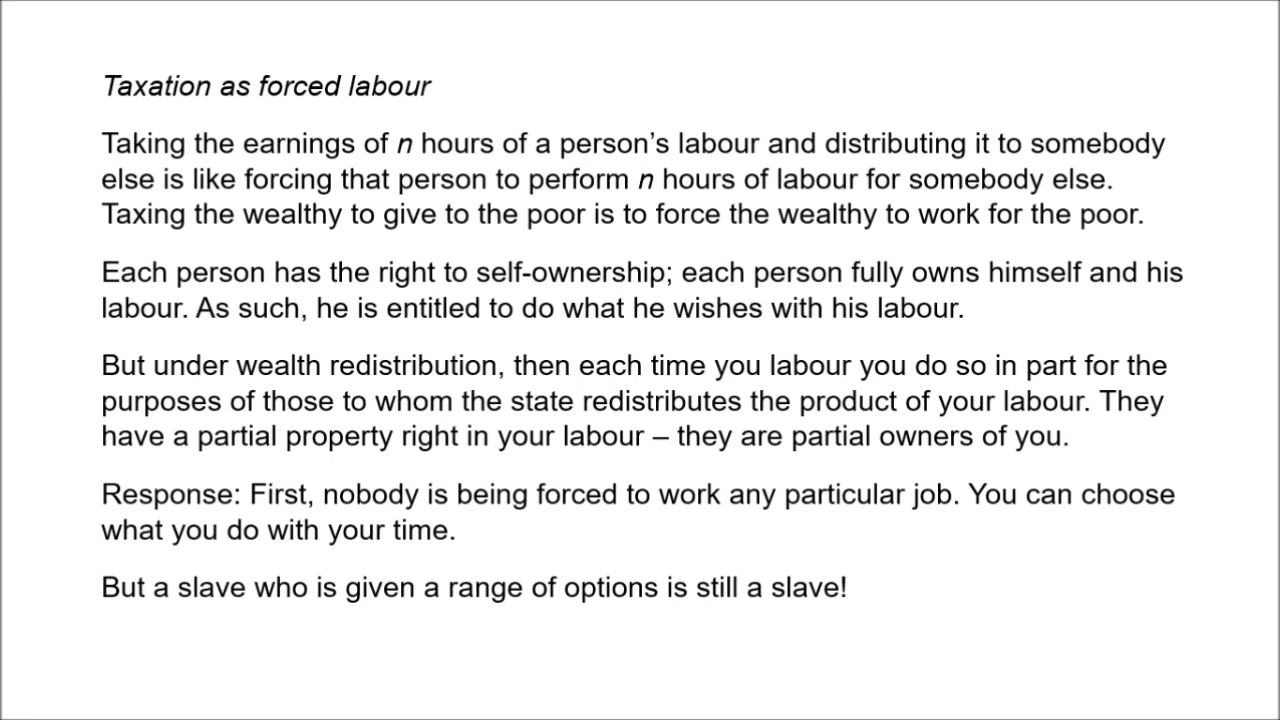 Taxation as forced labour
Taking the earnings of n hours of a person’s labour and distributing it to somebody
else is like forcing that person to perform n hours of labour for somebody else.
Taxing the wealthy to give to the poor is to force the wealthy to work for the poor.
Each person has the right to self-ownership; each person fully owns himself and his
labour. As such, he is entitled to do what he wishes with his labour.
But under wealth redistribution, then each time you labour you do so in part for the
purposes of those to whom the state redistributes the product of your labour. They
have a partial property right in your labour – they are partial owners of you.
Response: First, nobody is being forced to work any particular job. You can choose
what you do with your time.
But a slave who is given a range of options is still a slave!